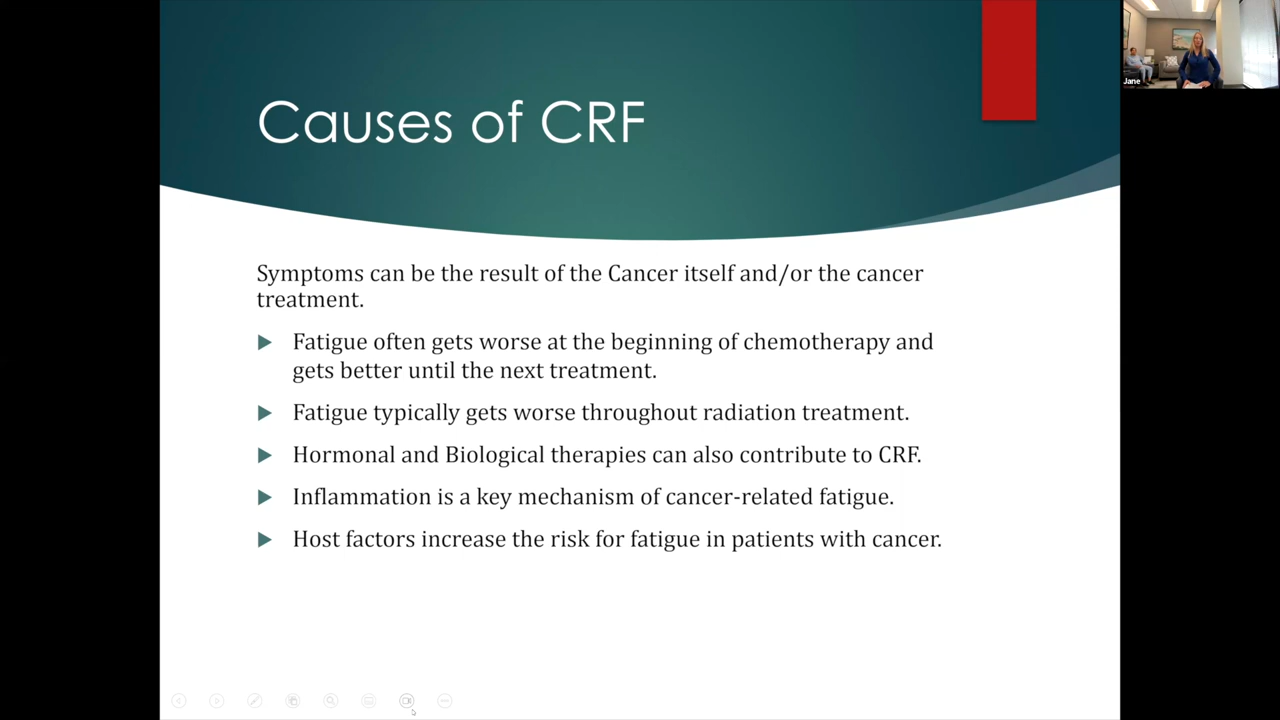 Causes of CRF
Jane
Symptoms can be the result of the Cancer itself and/or the cancer
treatment.
Fatigue often gets worse at the beginning of chemotherapy and
gets better until the next treatment.
Fatigue typically gets worse throughout radiation treatment.
Hormonal and Biological therapies can also contribute to CRF.
Inflammation is a key mechanism of cancer-related fatigue.
Host factors increase the risk for fatigue in patients with cancer.